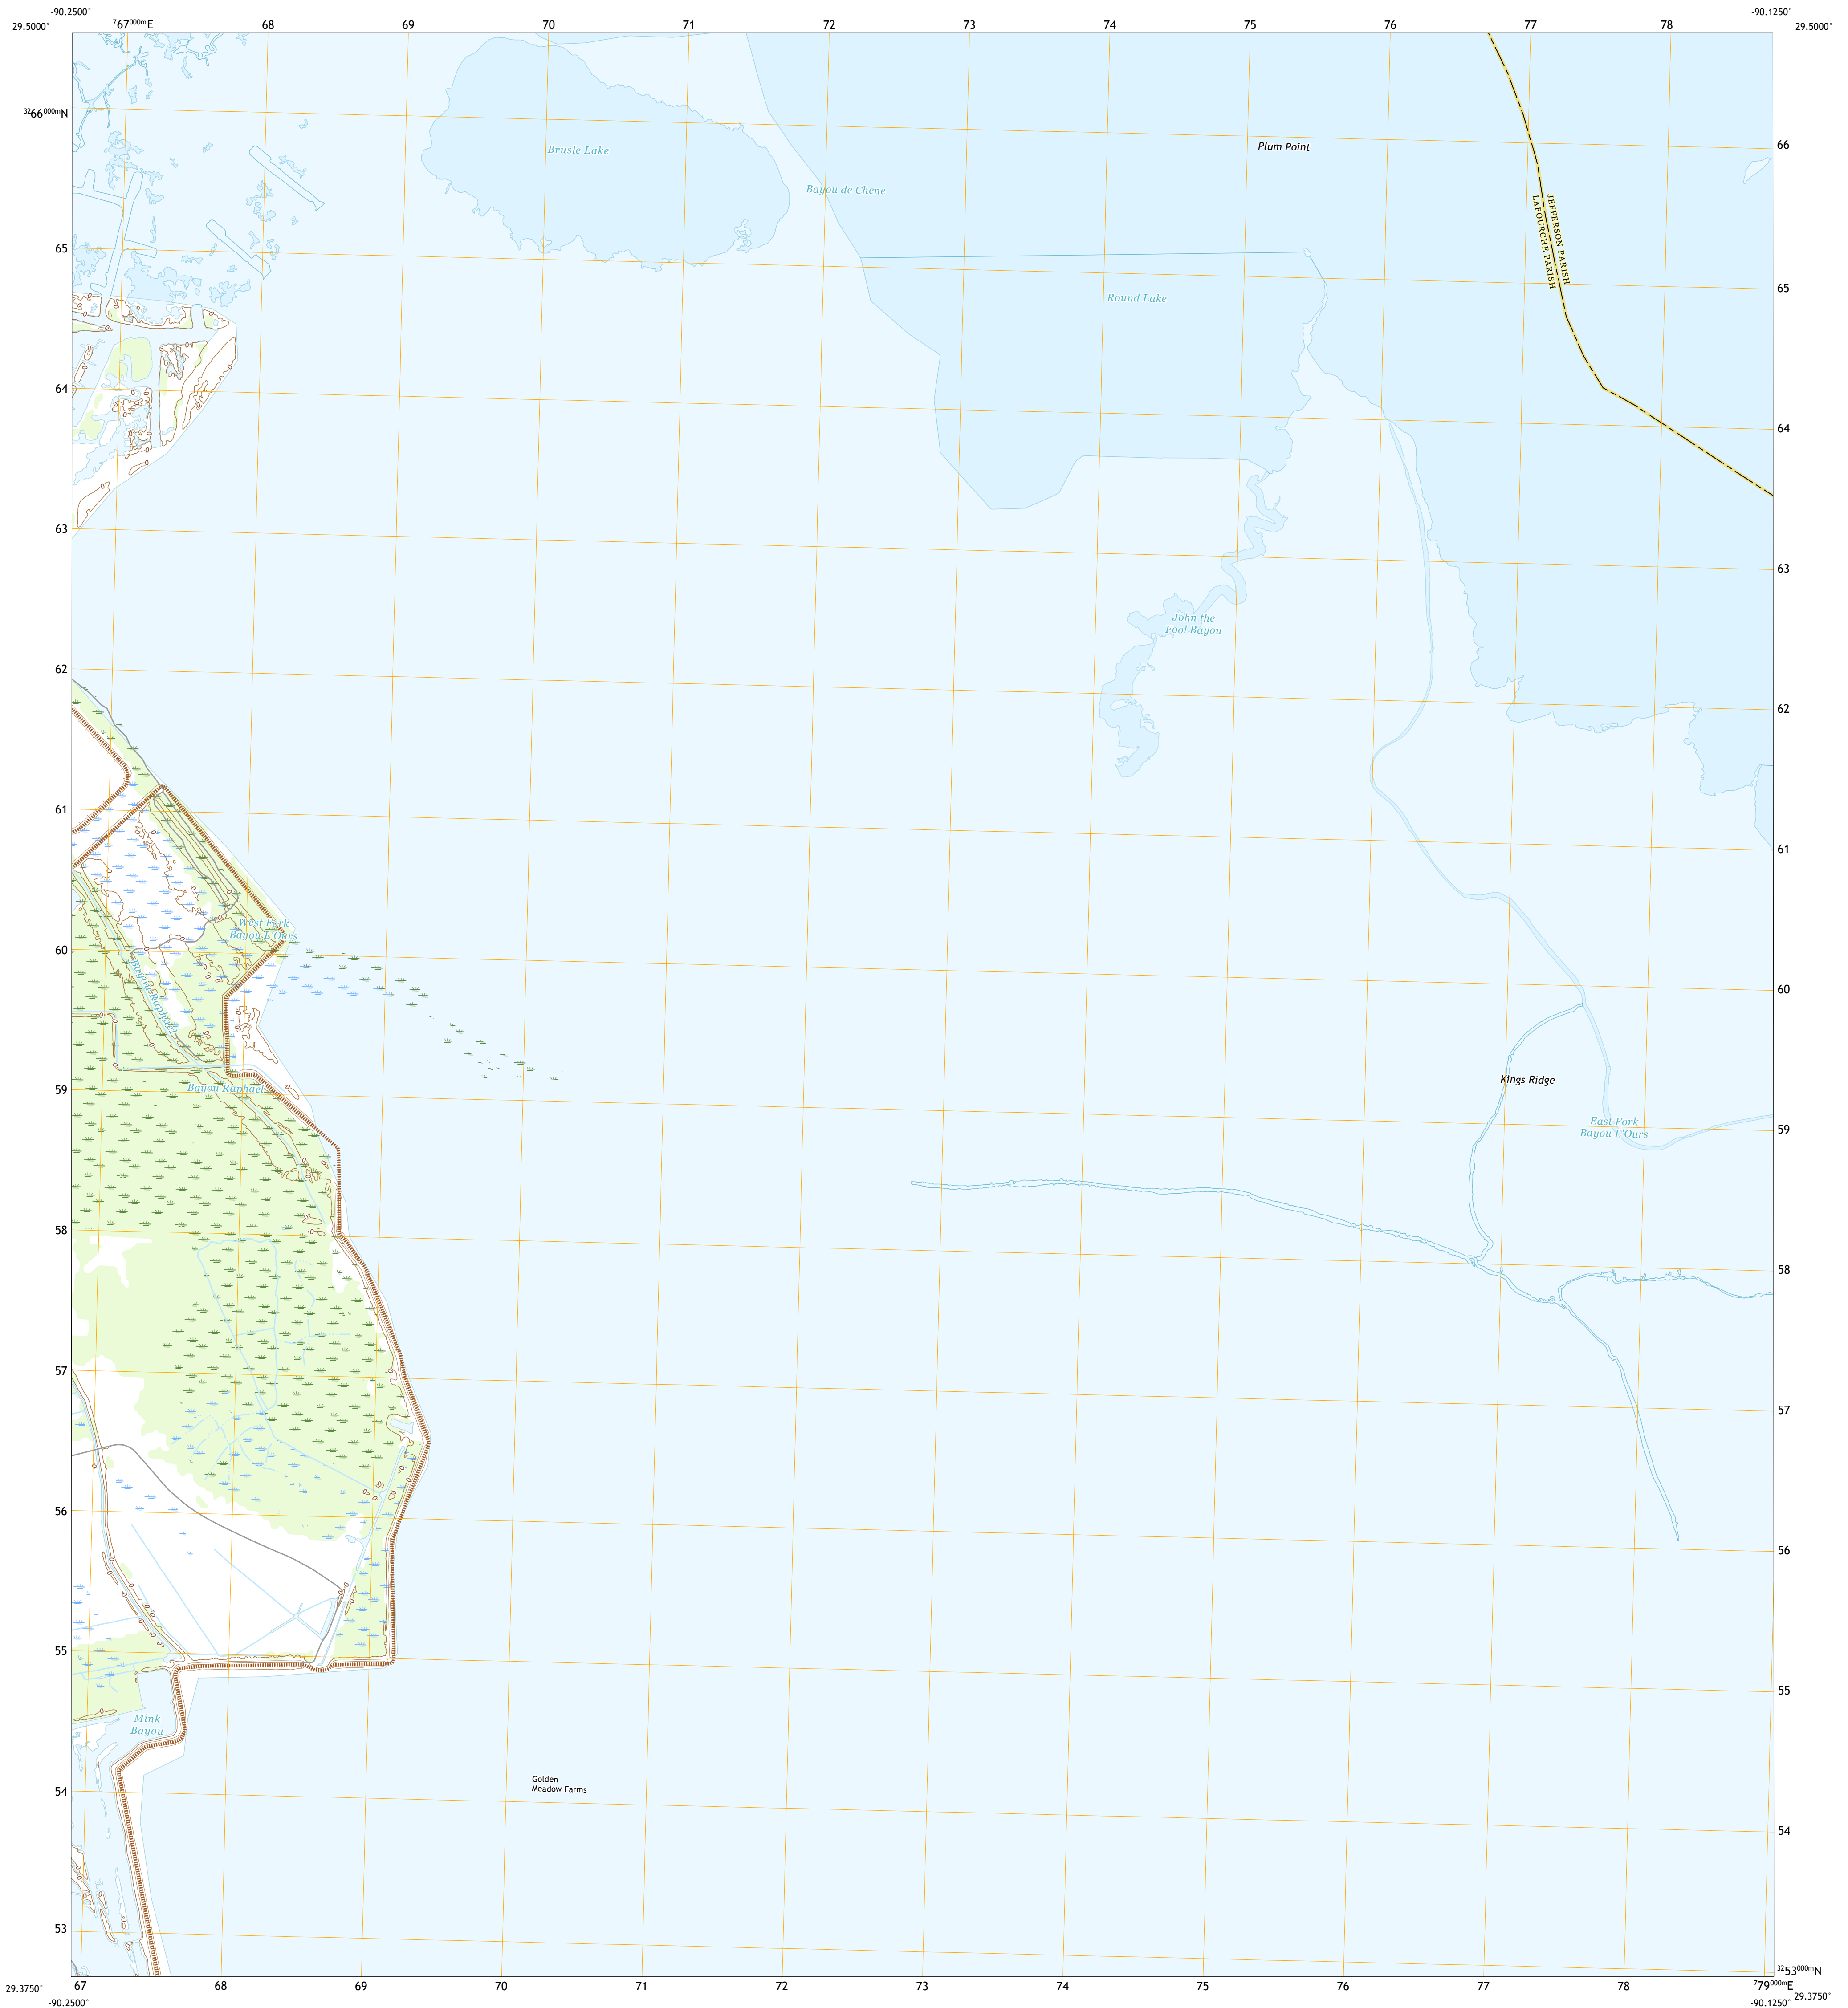 -90.2500°
-90.1250°
29.5000°
⁷67⁰⁰⁰ᵐE
68
69
70
71
72
73
74
75
76
77
78
29.5000°
³²66⁰⁰⁰ᵐN
66
Plum Point
Brusle Lake
Bayou de Chene
JEFFERSON PARISH
LAFOURCHE PARISH
65
65
Round Lake
64
64
63
63
John the
Fool Bayou
62
62
61
61
West Fork
Bayou L'Ours
60
60
Bayou Raphael
59
Bayou Raphael
Kings Ridge
East Fork
Bayou L'Ours
59
58
58
57
57
56
56
55
55
Mink
Bayou
Golden
Meadow Farms
54
54
53
³²53⁰⁰⁰ᵐN
29.3750°
67
68
69
70
71
72
73
74
75
76
77
78
⁷79⁰⁰⁰ᵐE
29.3750°
-90.2500°
-90.1250°